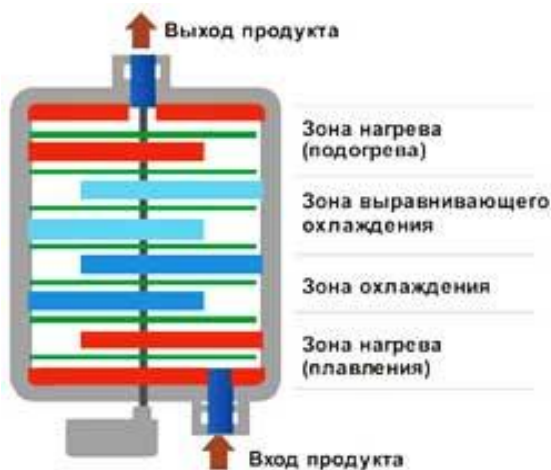 Выход продукта
Зона нагрева
(подогрева)
Зона выравнивающего
охлаждения
Зона охлаждения
Зона нагрева
(плавления)
Вход продукта